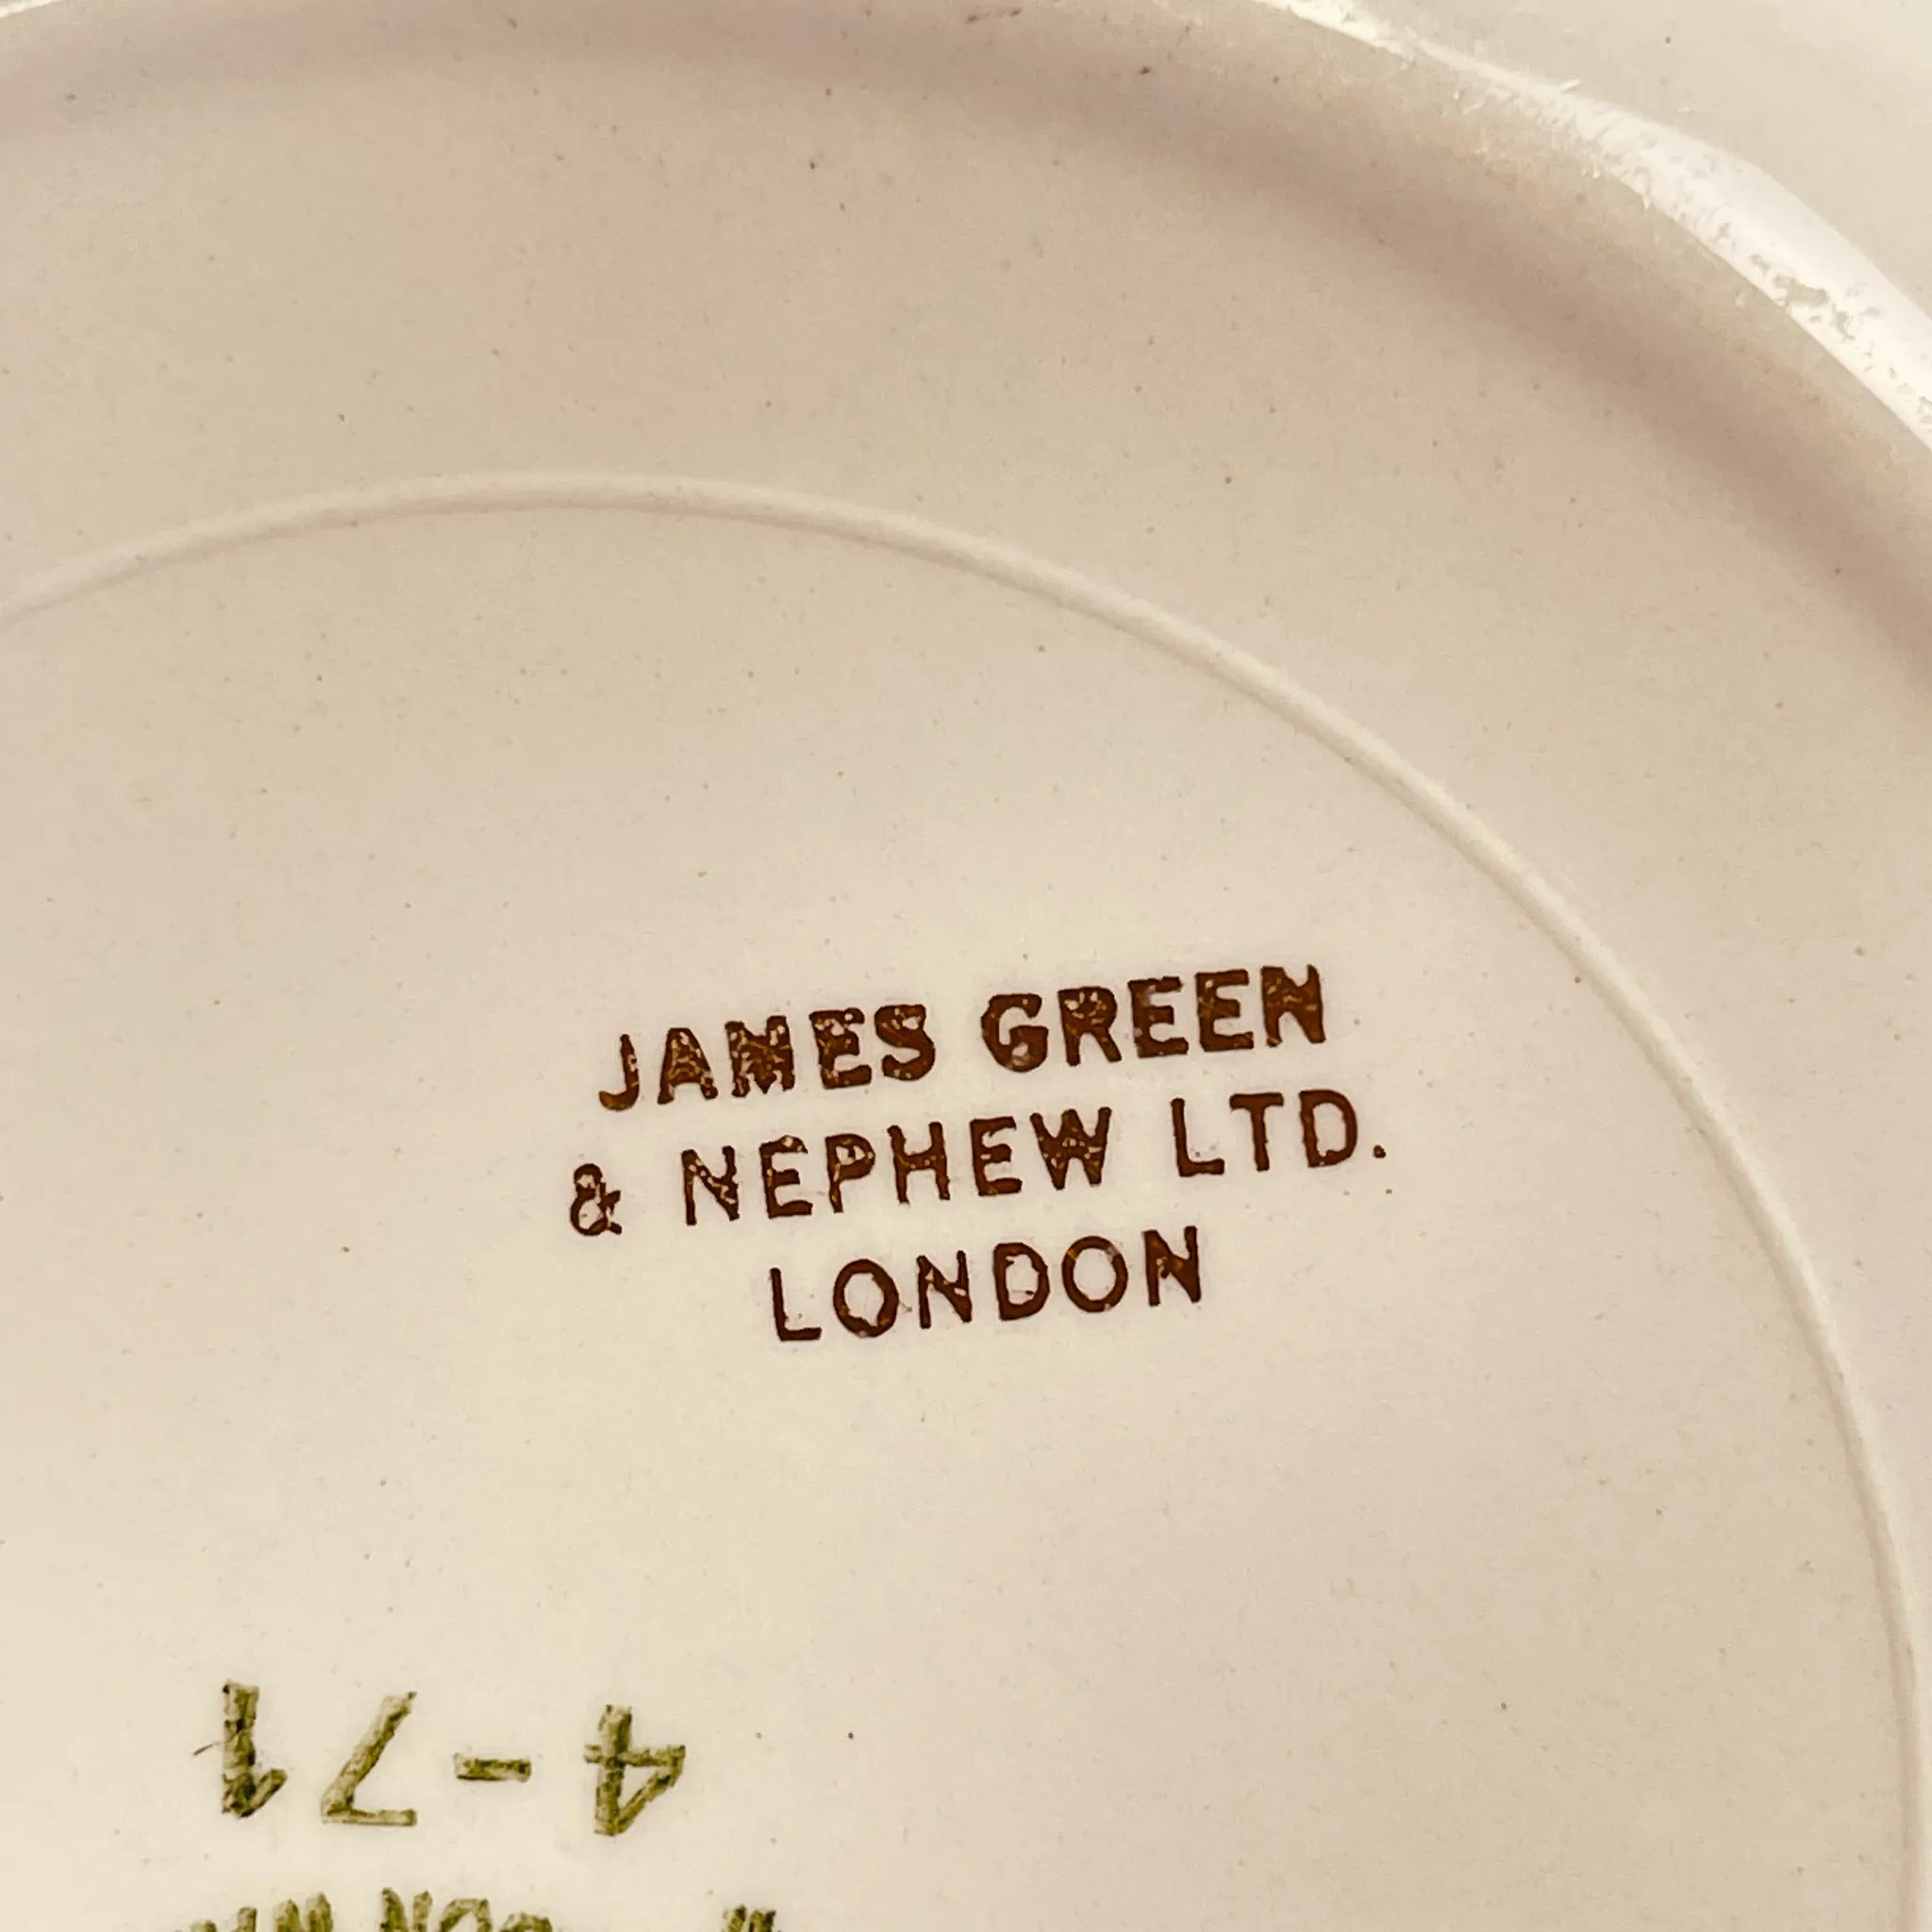 JAMES GREEN
& NEPHEW LTD.
LONDON
4-71